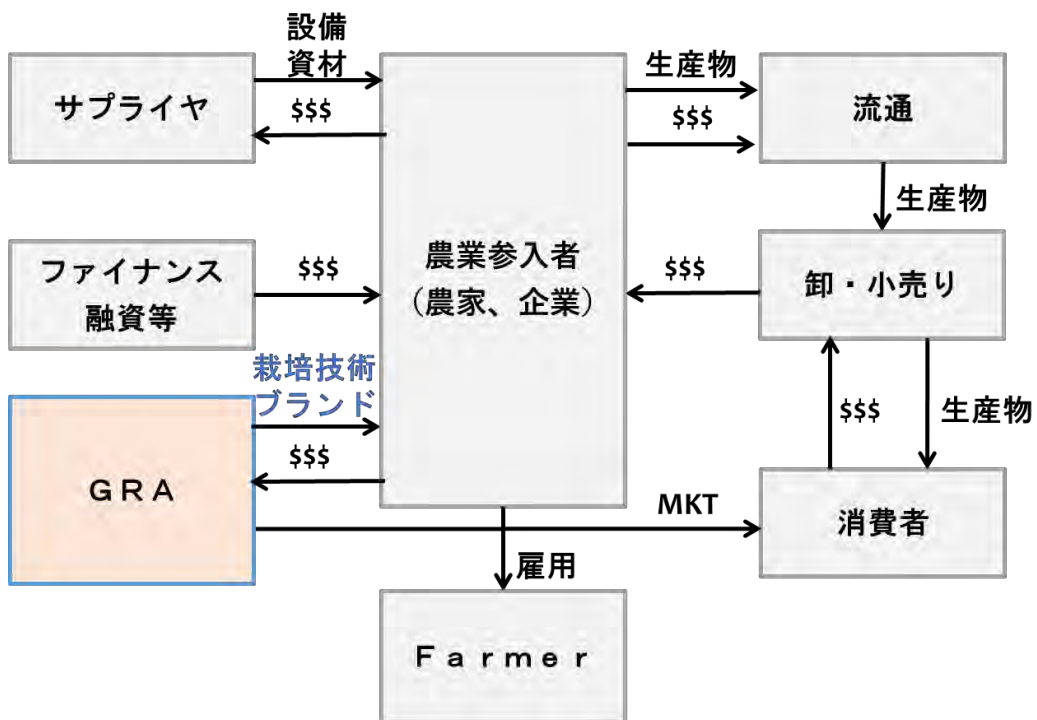 設備
資材
サプライヤ
$$$
生産物
$$$
流通
生産物
ファイナンス
融資等
$$$
農業参入者
（農家、企業）
$$$
卸・小売り
栽培技術
ブランド
ＧＲＡ
$$$
$$$
生産物
MKT
消費者
雇用
Ｆａｒｍｅｒ